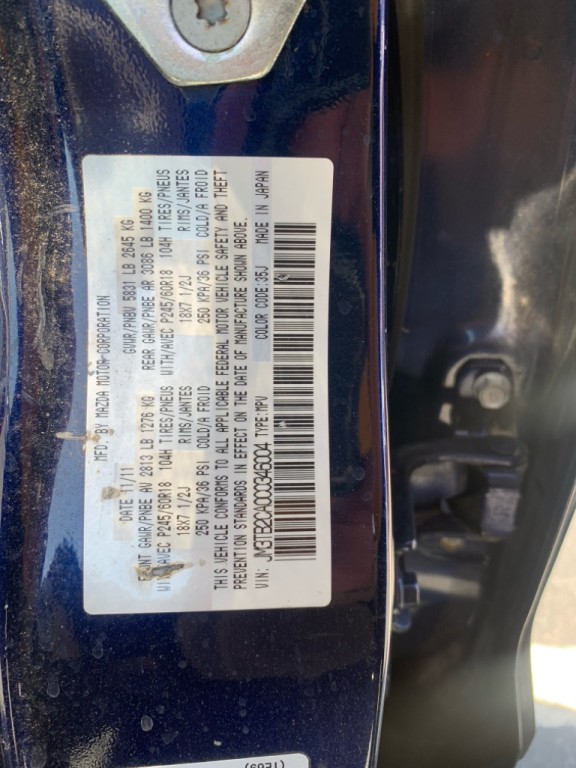 MFD.BY MAZDA MOTOR CORPORATION
DATE: 11/11 GVWR/PNBV 5831 LB 2645 KG
FRONT GAWR/PNBE AV 2813 LB 1276 KG REAR GAWR/PNBE AR 3086 LB 1400 KG
WITH/AVEC P245/60R18 104H TIRES/PNEUS WITH/AVEC P245/60R18 104H TIRES/PNEUS
18X7 1/2J RIMS/JANTES 18X7 1/2J RIMS/JANTES
250 KPA/36 PSI COLD/A FROID 250 KPA/36 PSI COLD/A FROID
THIS VEHICLE CONFORMS TO ALL APPLICABLE FEDERAL MOTOR VEHICLE SAFETY AND THEFT
PREVENTION STANDARDS IN EFFECT ON THE DATE OF MANUFACTURE SHOWN ABOVE.
VIN: JM3TB2CA0C0346004 TYPE:MPV COLOR CODE:35J MADE IN JAPAN
(TE69)